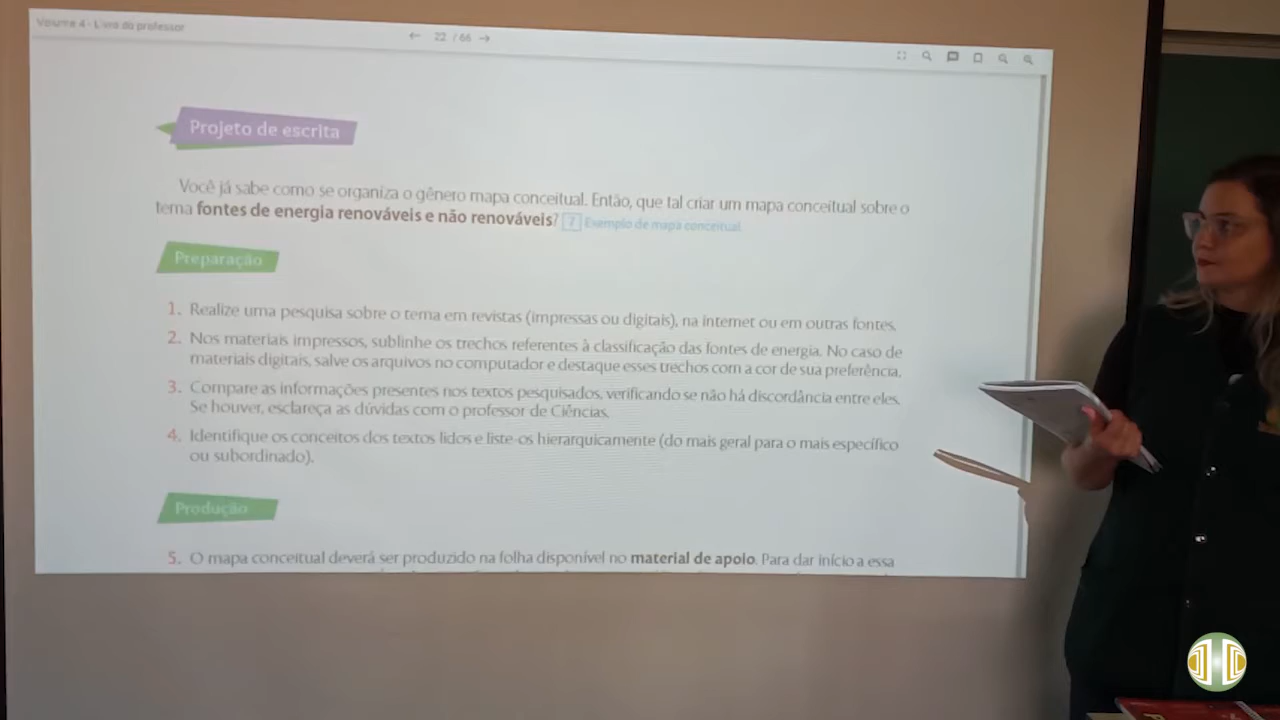 Volume 4 - Livro do professor
← 22 / 66 →
Projeto de escrita
Você já sabe como se organiza o gênero mapa conceitual. Então, que tal criar um mapa conceitual sobre o
tema fontes de energia renováveis e não renováveis? 7 Exemplo de mapa conceitual.
Preparação
1. Realize uma pesquisa sobre o tema em revistas (impressas ou digitais), na internet ou em outras fontes.
2. Nos materiais impressos, sublinhe os trechos referentes à classificação das fontes de energia. No caso de
materiais digitais, salve os arquivos no computador e destaque esses trechos com a cor de sua preferência.
3. Compare as informações presentes nos textos pesquisados, verificando se não há discordância entre eles.
Se houver, esclareça as dúvidas com o professor de Ciências.
4. Identifique os conceitos dos textos lidos e liste-os hierarquicamente (do mais geral para o mais específico
ou subordinado).
Produção
5. O mapa conceitual deverá ser produzido na folha disponível no material de apoio. Para dar início a essa